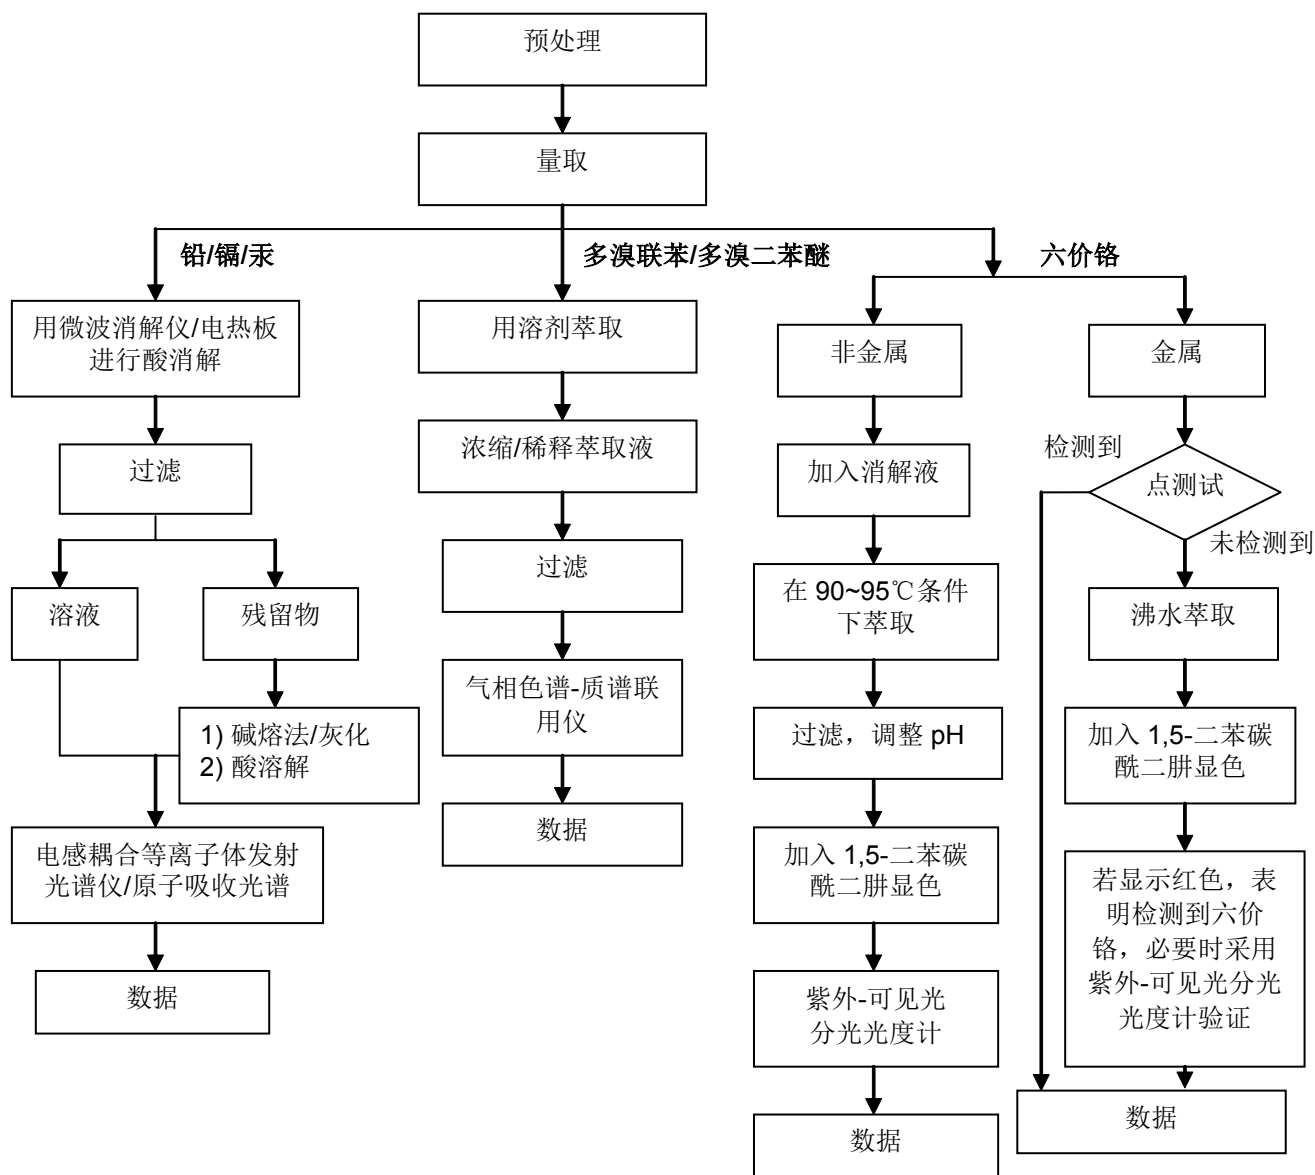 预处理
量取
铅/镉/汞
多溴联苯/多溴二苯醚
六价铬
用微波消解仪/电热板
进行酸消解
过滤
溶液
残留物
1) 碱熔法/灰化
2) 酸溶解
电感耦合等离子体发射
光谱仪/原子吸收光谱
数据
用溶剂萃取
浓缩/稀释萃取液
过滤
气相色谱-质谱联
用仪
数据
非金属
加入消解液
在 90~95℃条件
下萃取
过滤，调整 pH
加入 1,5-二苯碳
酰二肼显色
紫外-可见光
分光光度计
数据
金属
检测到
点测试
未检测到
沸水萃取
加入 1,5-二苯碳
酰二肼显色
若显示红色，表
明检测到六价
铬，必要时采用
紫外-可见光分光
光度计验证
数据